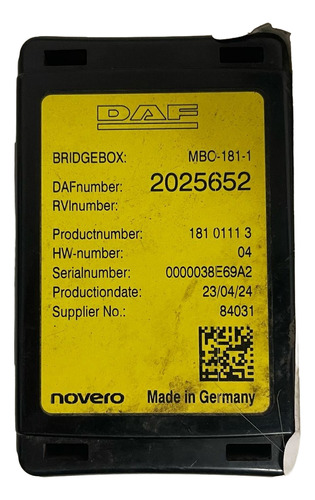 DAF
BRIDGEBOX: MBC-181-1
DAFnumber: 2025652
RVInumber:
Productnumber: 181 0111 3
HW-number: 04
Serialnumber: 0000038E69A2
Productiondate: 23/04/24
Supplier No.: 84031
novero Made in Germany